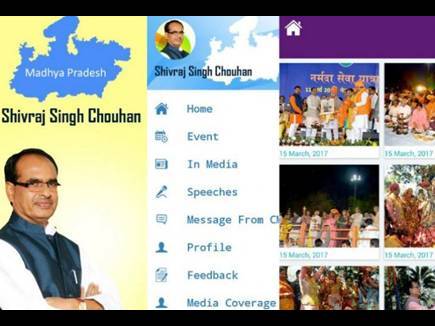 Madhya Pradesh
Shivraj Singh Chouhan
Shivraj Singh Chouhan
Home
Event
In Media
Speeches
Message From Ch
Profile
Feedback
Media Coverage
नर्मदा सेवा यात्रा
15 March, 2017
15 March, 2017
15 March, 2017
15 March, 2017